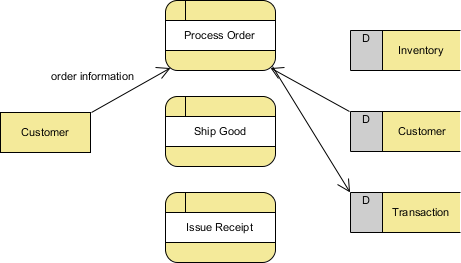 Process Order
D
Inventory
order information
Customer
Ship Good
D
Customer
Issue Receipt
D
Transaction